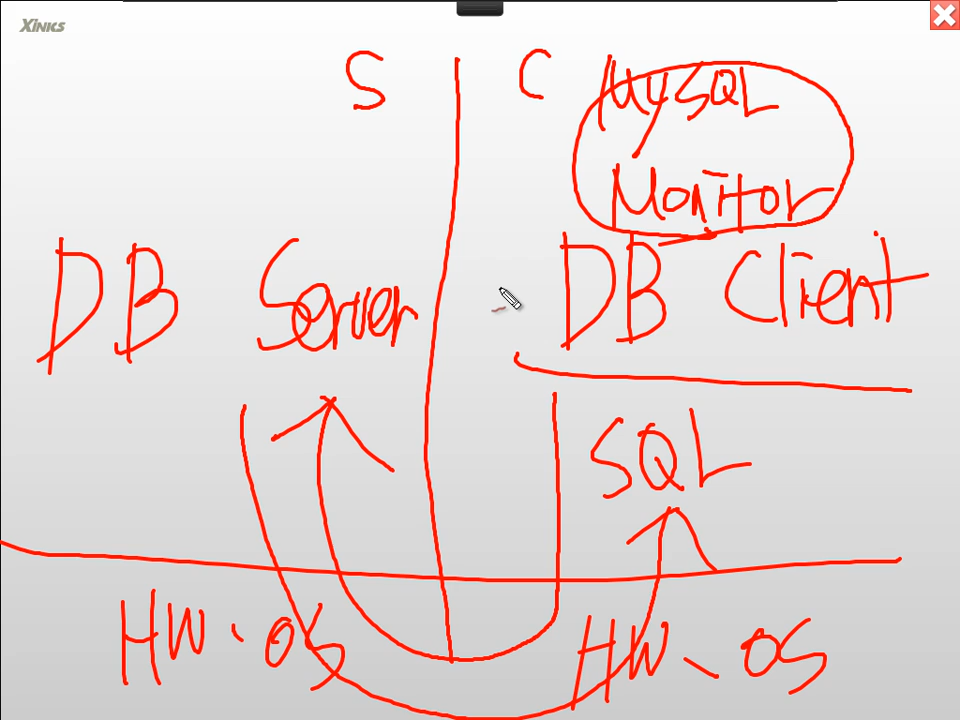 XINKS
S
C
MySQL
Monitor
DB Server
DB Client
SQL
HW. OS
HW, OS